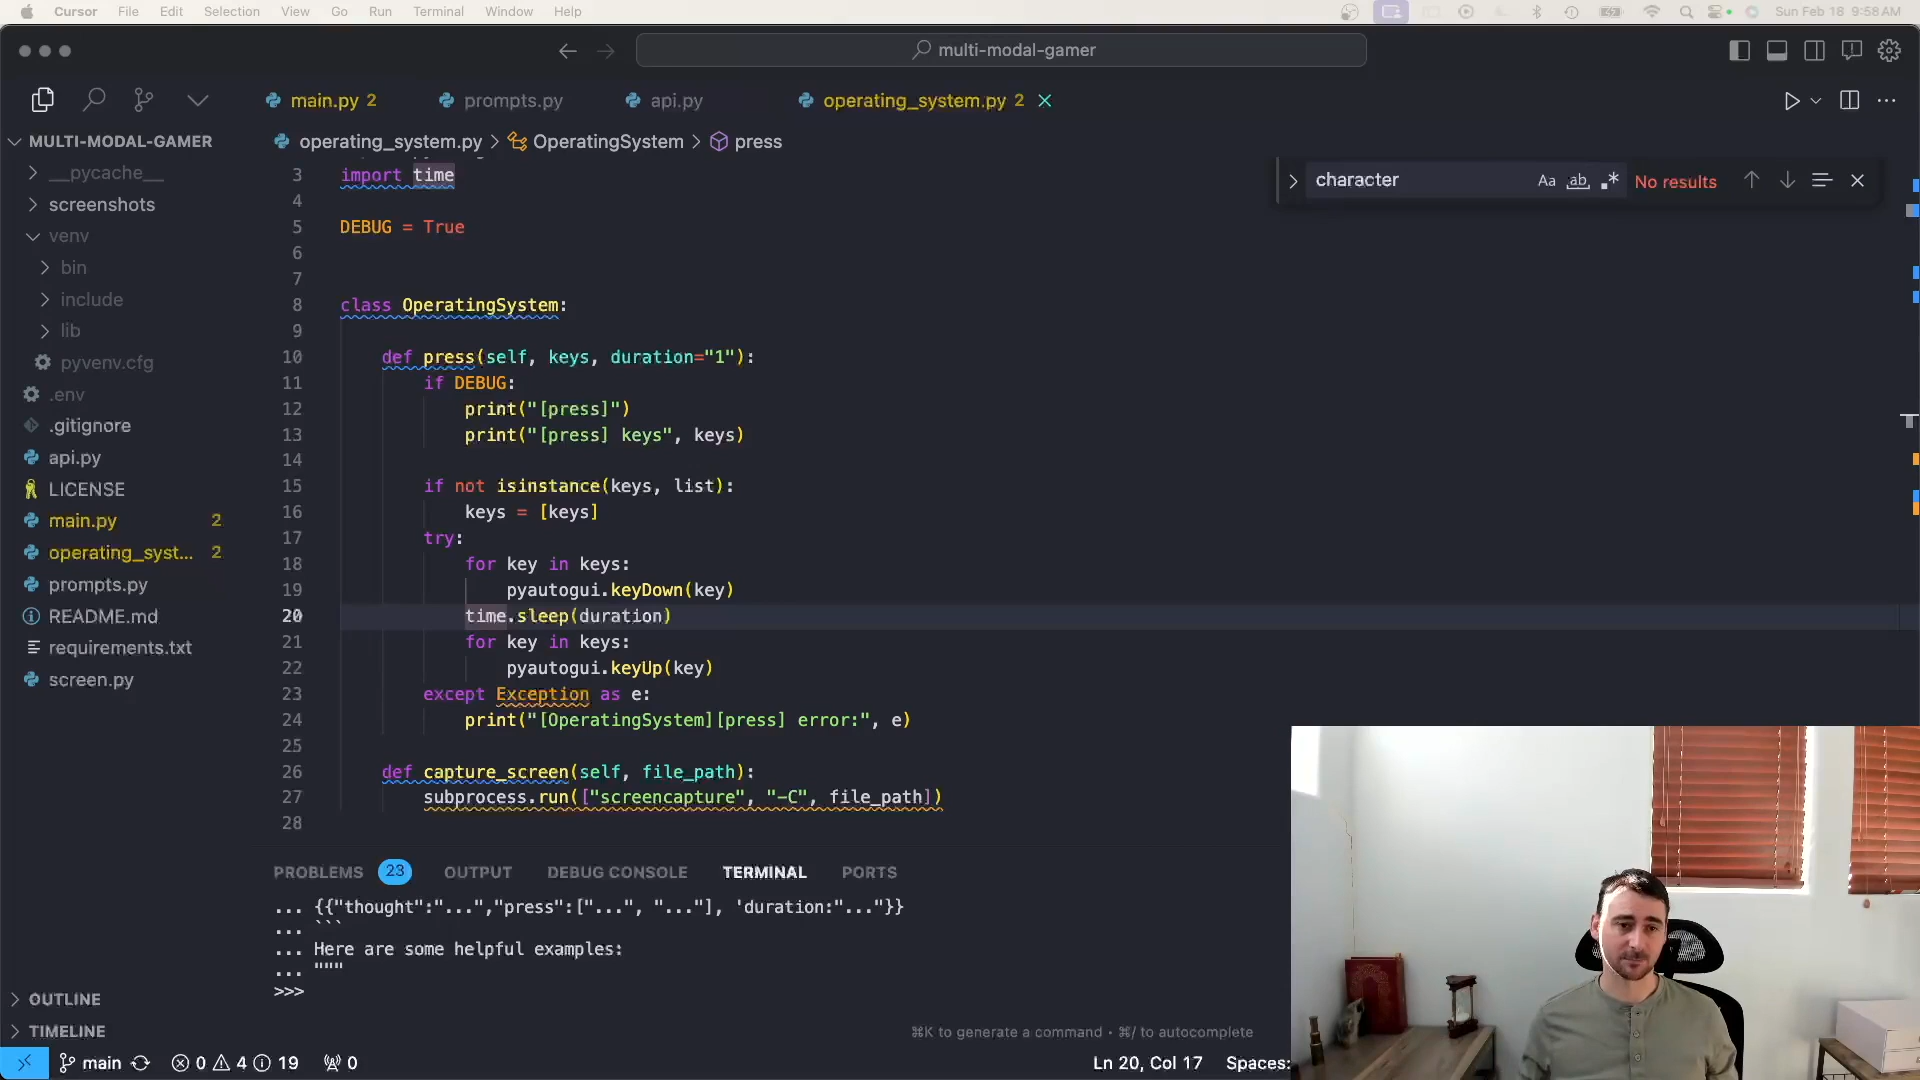 Cursor File Edit Selection View Go Run Terminal Window Help Sun Feb 18 9:58 AM
multi-modal-gamer
main.py 2 prompts.py api.py operating_system.py 2
MULTI-MODAL-GAMER
operating_system.py > OperatingSystem > press
__pycache__
screenshots
venv
bin
include
lib
pyvenv.cfg
.env
.gitignore
api.py
LICENSE
main.py 2
operating_syst... 2
prompts.py
README.md
requirements.txt
screen.py
OUTLINE
TIMELINE
character Aa ab .* No results
3 import time
4
5 DEBUG = True
6
7
8 class OperatingSystem:
9
10 def press(self, keys, duration="1"):
11 if DEBUG:
12 print("[press]")
13 print("[press] keys", keys)
14
15 if not isinstance(keys, list):
16 keys = [keys]
17 try:
18 for key in keys:
19 pyautogui.keyDown(key)
20 time.sleep(duration)
21 for key in keys:
22 pyautogui.keyUp(key)
23 except Exception as e:
24 print("[OperatingSystem][press] error:", e)
25
26 def capture_screen(self, file_path):
27 subprocess.run(["screencapture", "-C", file_path])
28
PROBLEMS 23 OUTPUT DEBUG CONSOLE TERMINAL PORTS
... {{"thought":"...","press":["...", "..."], 'duration:"..."}}
... ```
... Here are some helpful examples:
... """
>>>
⌘K to generate a command • ⌘/ to autocomplete
main 0 4 19 0 Ln 20, Col 17 Spaces: